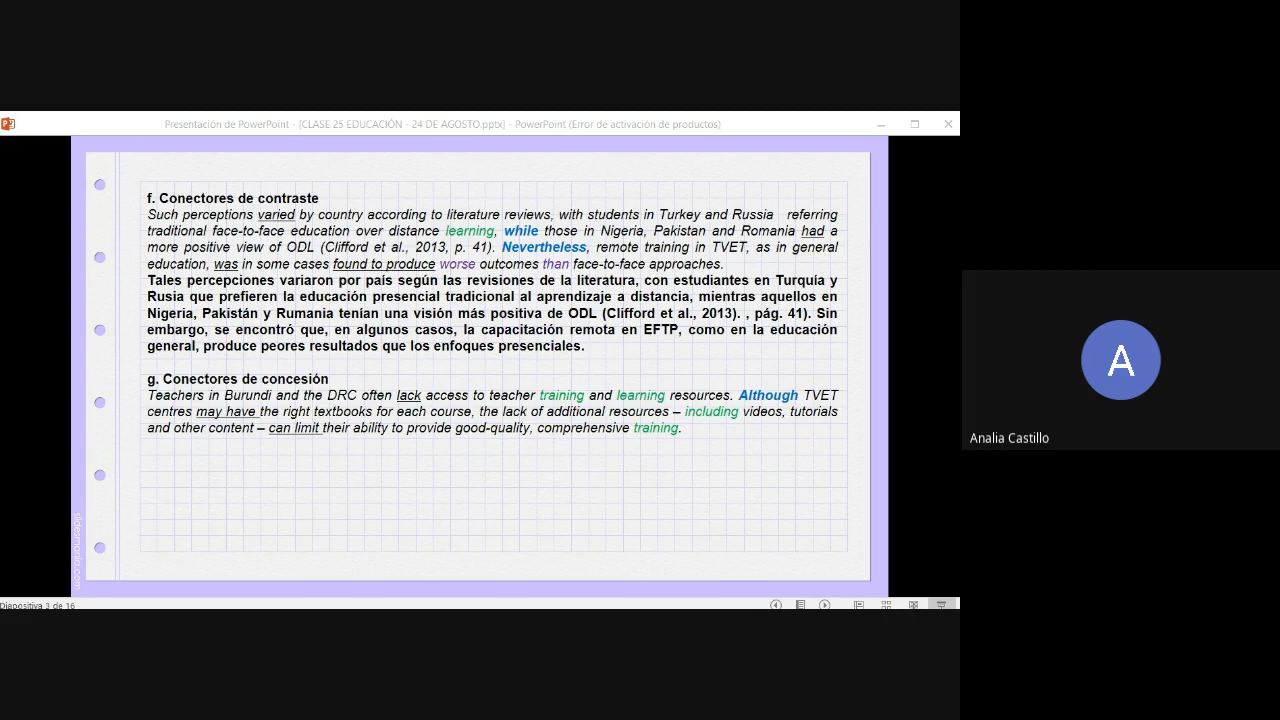 Presentación de PowerPoint - [CLASE 25 EDUCACIÓN - 24 DE AGOSTO.pptx] - PowerPoint (Error de activación de productos)
f. Conectores de contraste
Such perceptions varied by country according to literature reviews, with students in Turkey and Russia referring
traditional face-to-face education over distance learning, while those in Nigeria, Pakistan and Romania had a
more positive view of ODL (Clifford et al., 2013, p. 41). Nevertheless, remote training in TVET, as in general
education, was in some cases found to produce worse outcomes than face-to-face approaches.
Tales percepciones variaron por país según las revisiones de la literatura, con estudiantes en Turquía y
Rusia que prefieren la educación presencial tradicional al aprendizaje a distancia, mientras aquellos en
Nigeria, Pakistán y Rumania tenían una visión más positiva de ODL (Clifford et al., 2013). , pág. 41). Sin
embargo, se encontró que, en algunos casos, la capacitación remota en EFTP, como en la educación
general, produce peores resultados que los enfoques presenciales.
g. Conectores de concesión
Teachers in Burundi and the DRC often lack access to teacher training and learning resources. Although TVET
centres may have the right textbooks for each course, the lack of additional resources – including videos, tutorials
and other content – can limit their ability to provide good-quality, comprehensive training.
slidesmania.com
Diapositiva 3 de 16
A
Analia Castillo